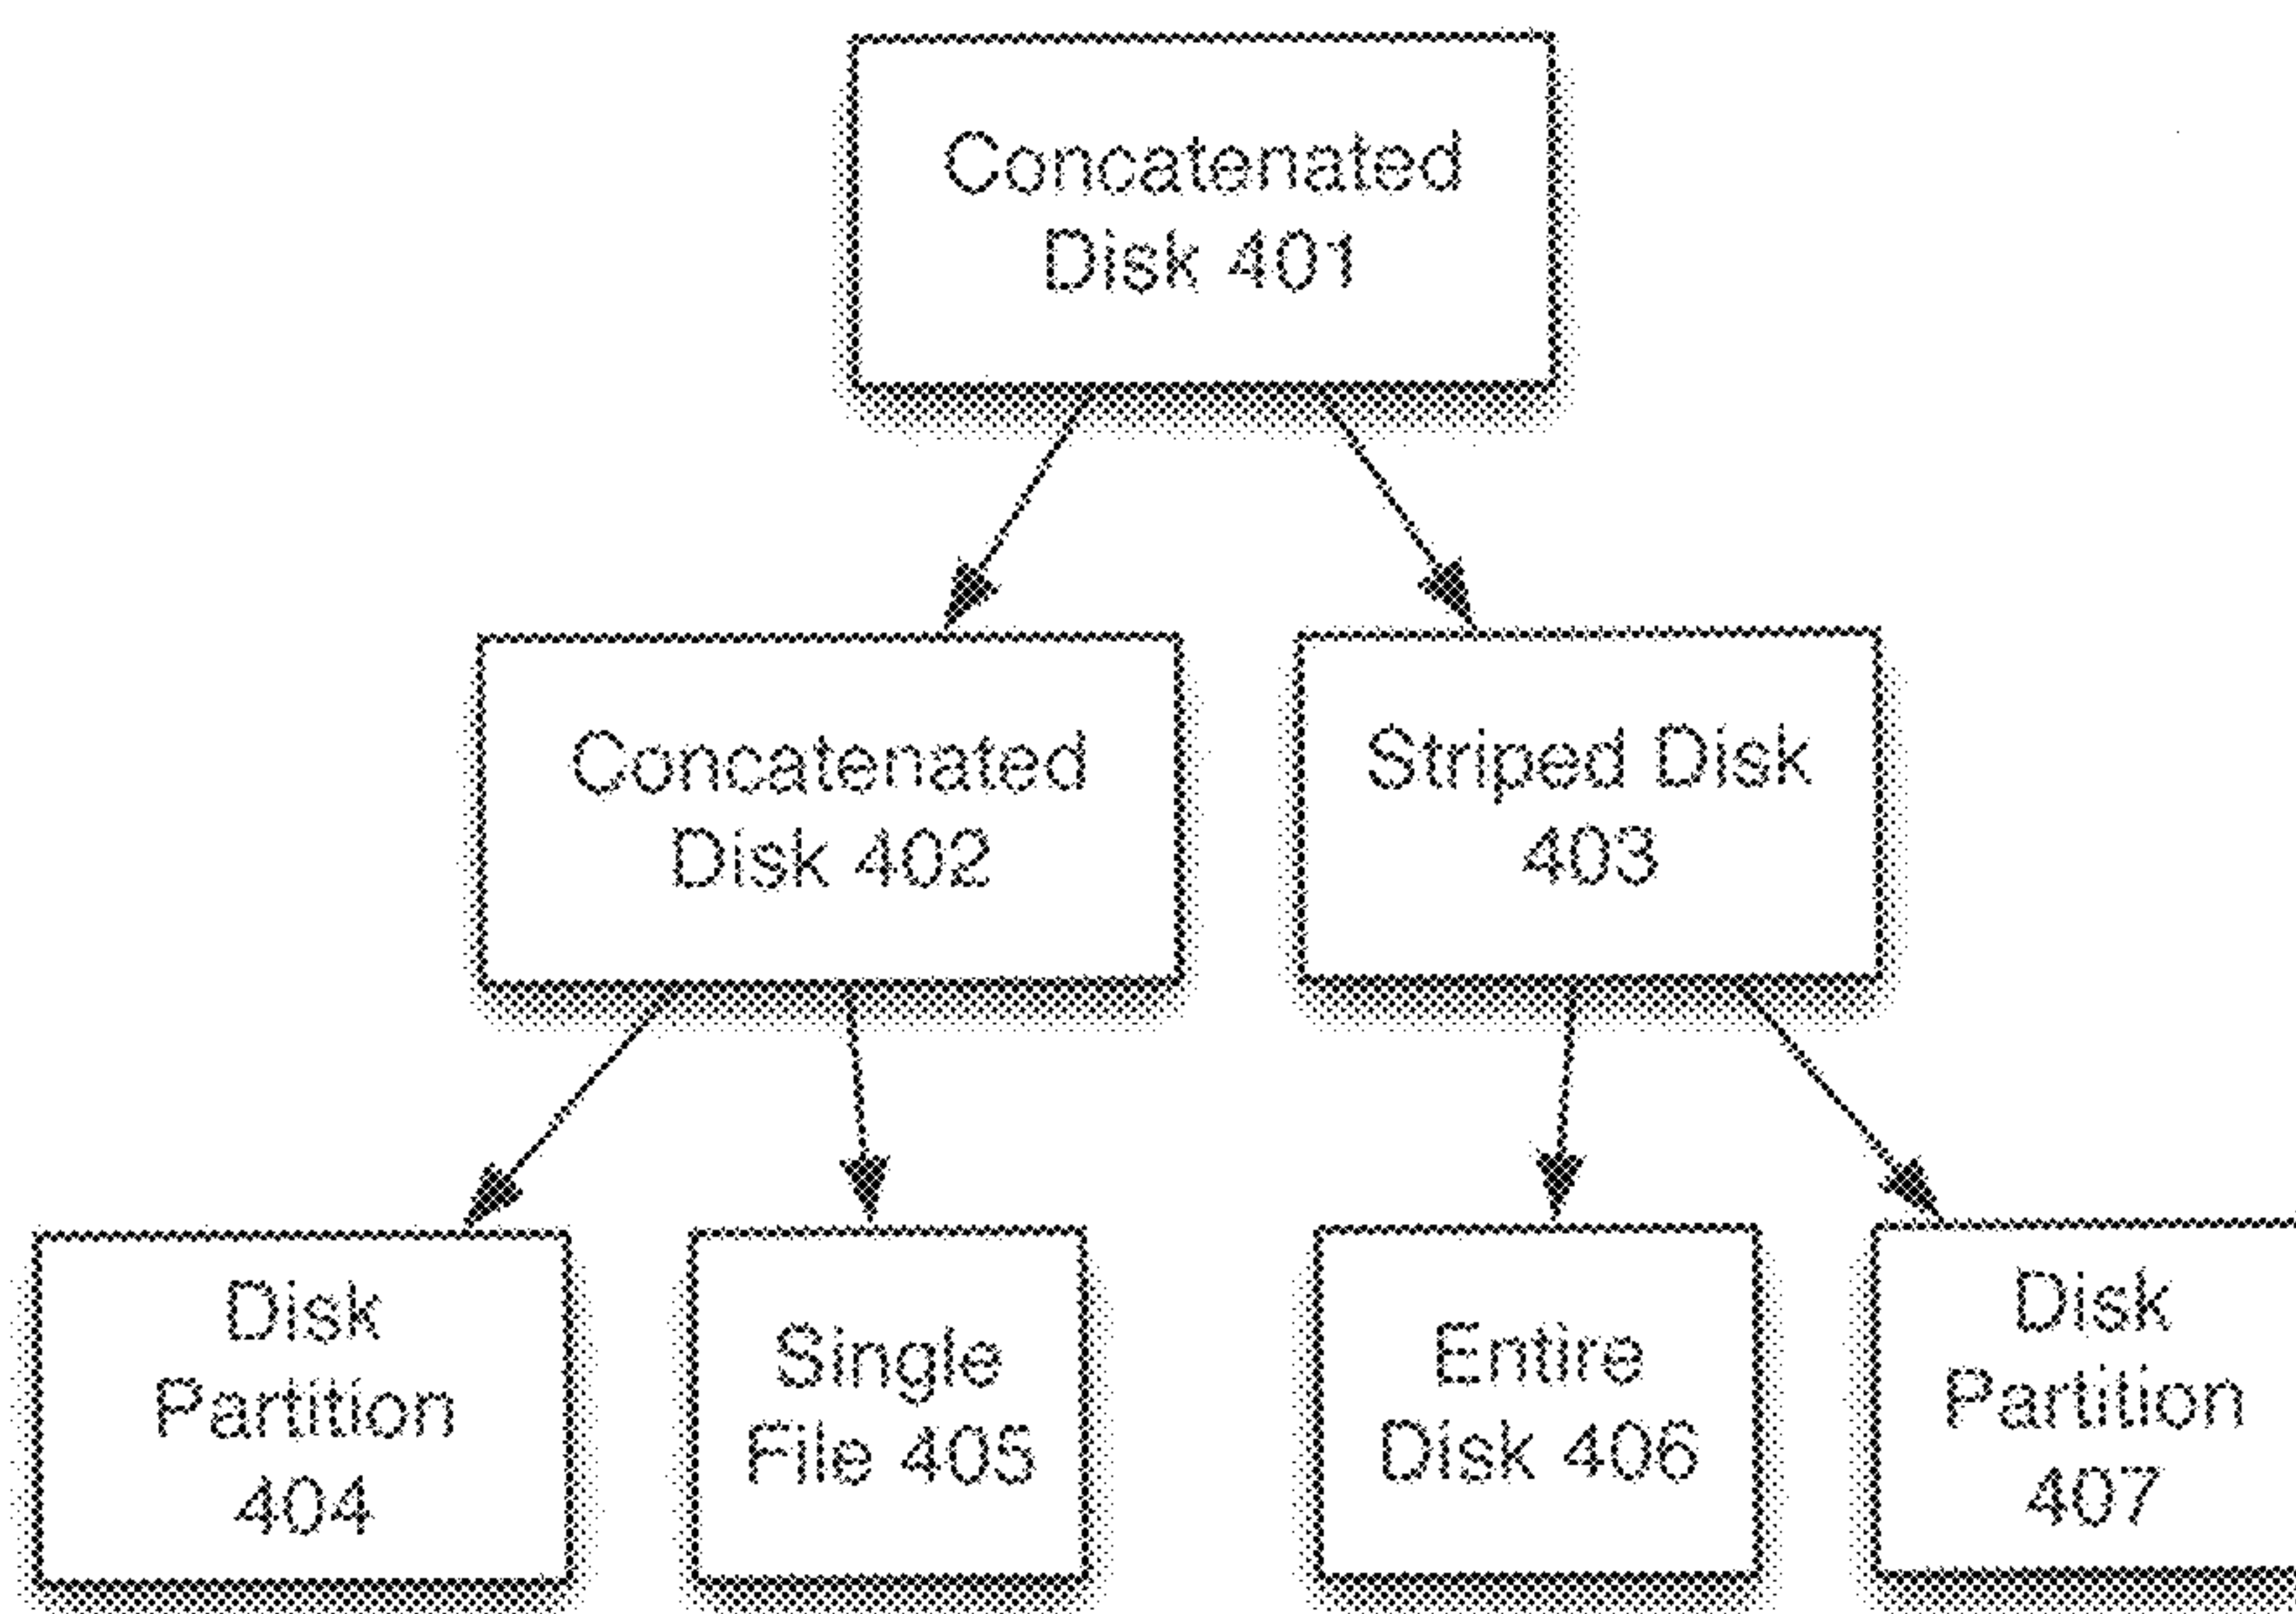 Concatenated
Disk 401
Concatenated
Disk 402
Striped Disk
403
Disk
Partition
404
Single
File 405
Entire
Disk 406
Disk
Partition
407